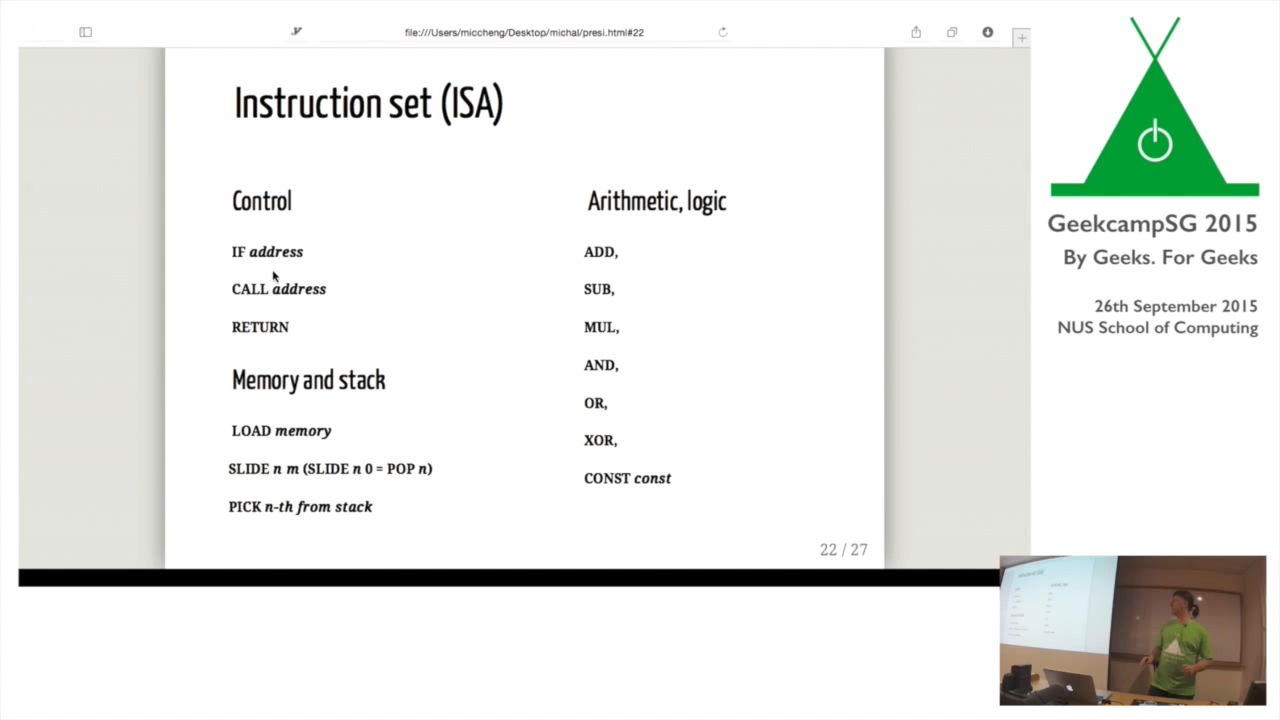 file:///Users/miccheng/Desktop/michal/presi.html#22
Instruction set (ISA)
Control
IF address
CALL address
RETURN
Memory and stack
LOAD memory
SLIDE n m (SLIDE n 0 = POP n)
PICK n-th from stack
Arithmetic, logic
ADD,
SUB,
MUL,
AND,
OR,
XOR,
CONST const
22 / 27
GeekcampSG 2015
By Geeks. For Geeks
26th September 2015
NUS School of Computing